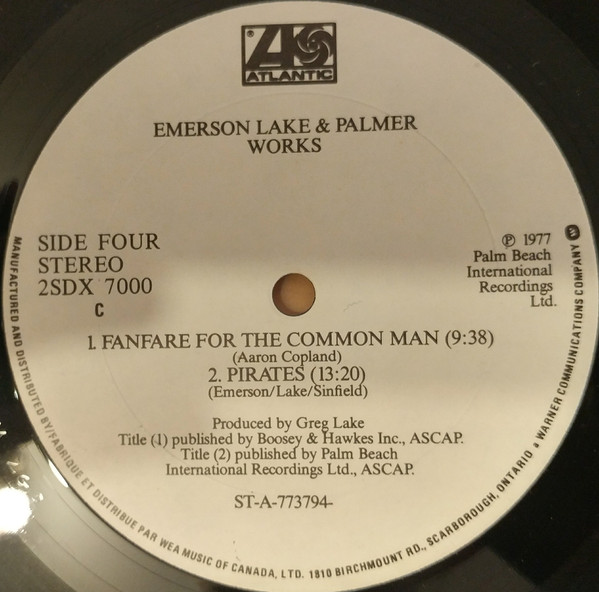 ATLANTIC
EMERSON LAKE & PALMER
WORKS
SIDE FOUR
STEREO
2SDX 7000
C
℗ 1977
Palm Beach
International
Recordings
Ltd.
1. FANFARE FOR THE COMMON MAN (9:38)
(Aaron Copland)
2. PIRATES (13:20)
(Emerson/Lake/Sinfield)
Produced by Greg Lake
Title (1) published by Boosey & Hawkes Inc., ASCAP.
Title (2) published by Palm Beach
International Recordings Ltd., ASCAP.
ST-A-773794-
MANUFACTURED AND DISTRIBUTED BY/FABRIQUE ET DISTRIBUE PAR WEA MUSIC OF CANADA, LTD. 1810 BIRCHMOUNT RD., SCARBOROUGH, ONTARIO • A WARNER COMMUNICATIONS COMPANY